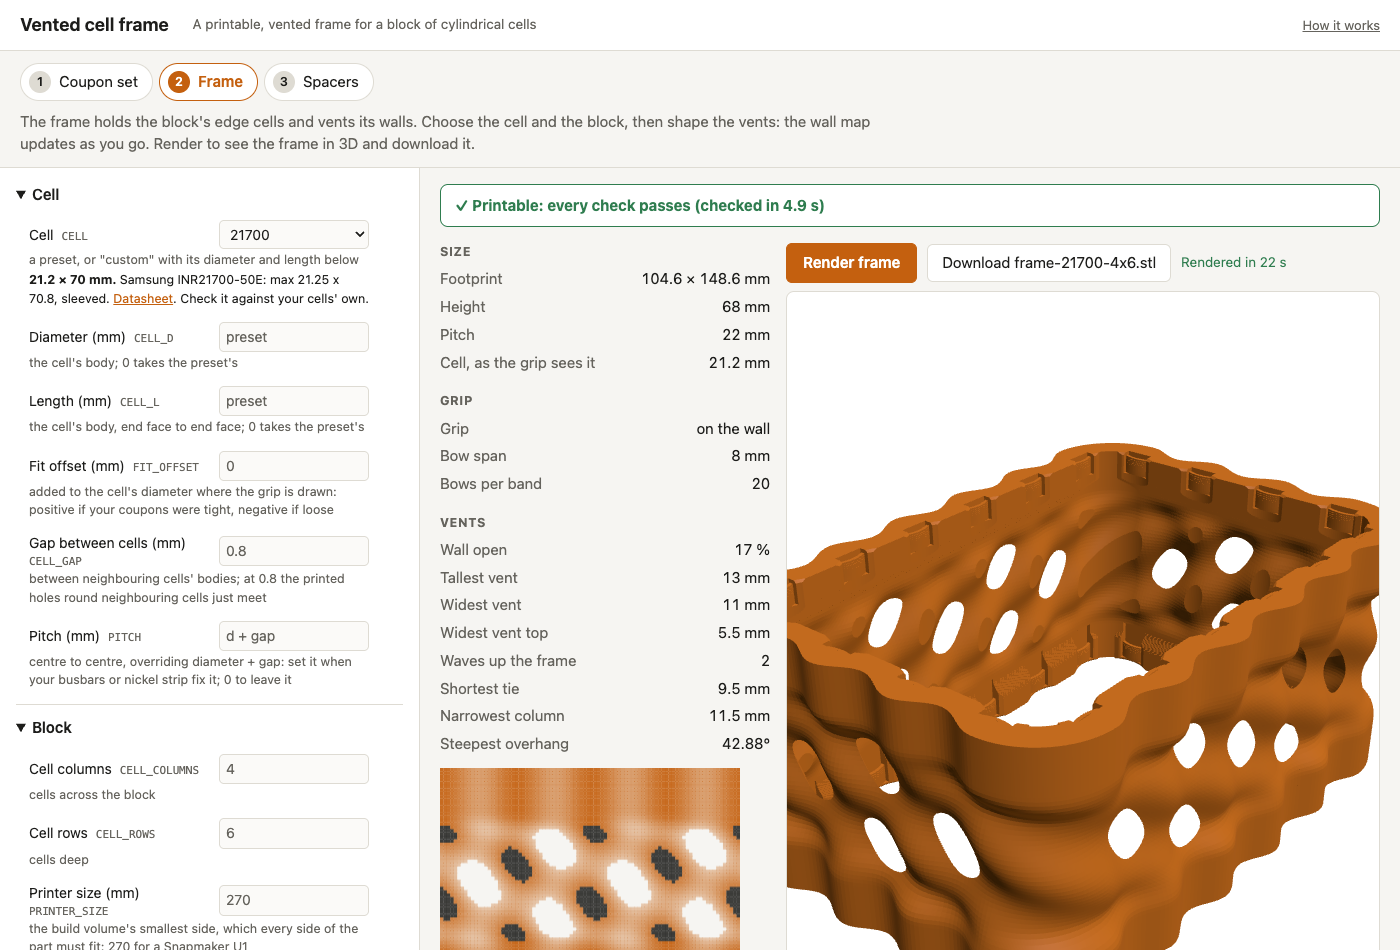 Vented cell frame
A printable, vented frame for a block of cylindrical cells
How it works
1 Coupon set
2 Frame
3 Spacers
The frame holds the block's edge cells and vents its walls. Choose the cell and the block, then shape the vents: the wall map
updates as you go. Render to see the frame in 3D and download it.
▼ Cell
Cell CELL 21700
a preset, or "custom" with its diameter and length below
21.2 × 70 mm. Samsung INR21700-50E: max 21.25 x
70.8, sleeved. Datasheet. Check it against your cells' own.
Diameter (mm) CELL_D preset
the cell's body; 0 takes the preset's
Length (mm) CELL_L preset
the cell's body, end face to end face; 0 takes the preset's
Fit offset (mm) FIT_OFFSET 0
added to the cell's diameter where the grip is drawn:
positive if your coupons were tight, negative if loose
Gap between cells (mm)
CELL_GAP 0.8
between neighbouring cells' bodies; at 0.8 the printed
holes round neighbouring cells just meet
Pitch (mm) PITCH d + gap
centre to centre, overriding diameter + gap: set it when
your busbars or nickel strip fix it; 0 to leave it
▼ Block
Cell columns CELL_COLUMNS 4
cells across the block
Cell rows CELL_ROWS 6
cells deep
Printer size (mm)
PRINTER_SIZE 270
the build volume's smallest side, which every side of the
part must fit: 270 for a Snapmaker U1
✓ Printable: every check passes (checked in 4.9 s)
SIZE
Footprint 104.6 × 148.6 mm
Height 68 mm
Pitch 22 mm
Cell, as the grip sees it 21.2 mm
GRIP
Grip on the wall
Bow span 8 mm
Bows per band 20
VENTS
Wall open 17 %
Tallest vent 13 mm
Widest vent 11 mm
Widest vent top 5.5 mm
Waves up the frame 2
Shortest tie 9.5 mm
Narrowest column 11.5 mm
Steepest overhang 42.88°
Render frame
Download frame-21700-4x6.stl
Rendered in 22 s